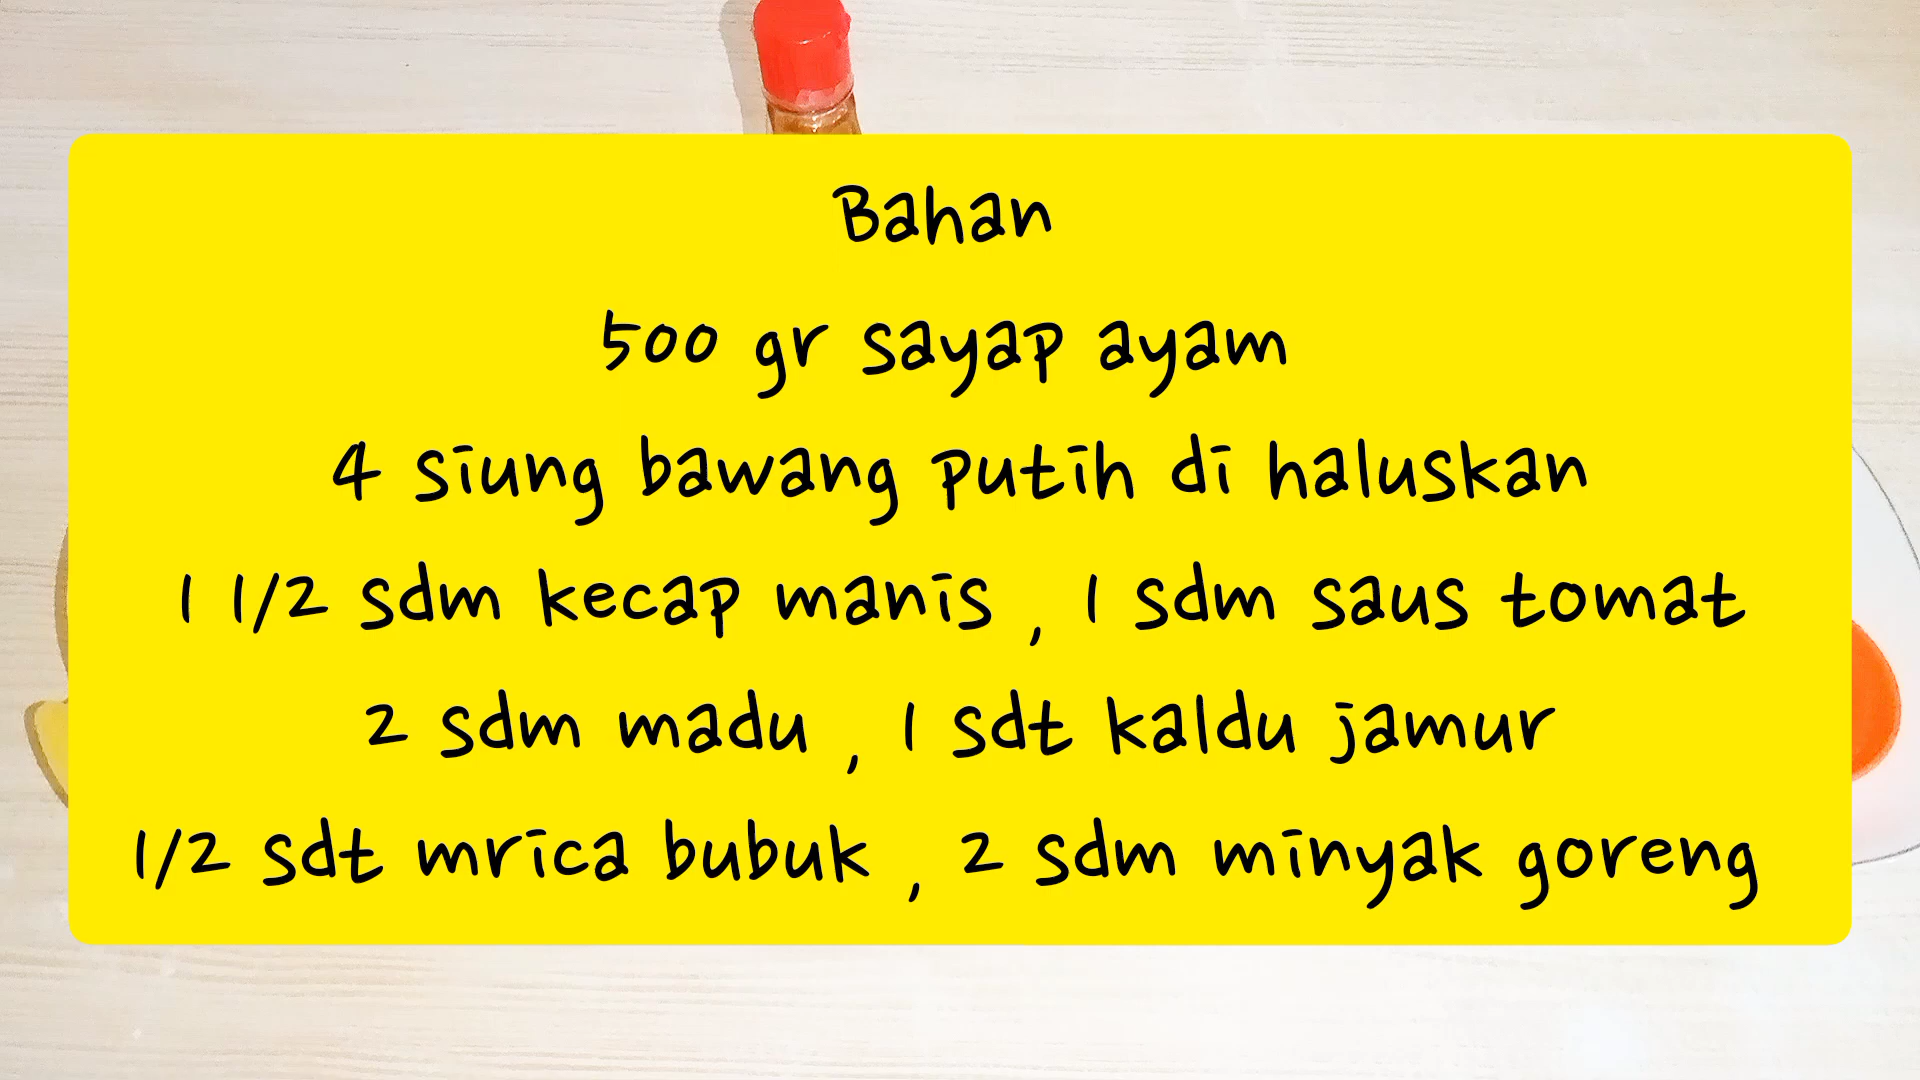 Bahan
500 gr sayap ayam
4 siung bawang putih di haluskan
1 1/2 sdm kecap manis , 1 sdm saus tomat
2 sdm madu , 1 sdt kaldu jamur
1/2 sdt mrica bubuk , 2 sdm minyak goreng